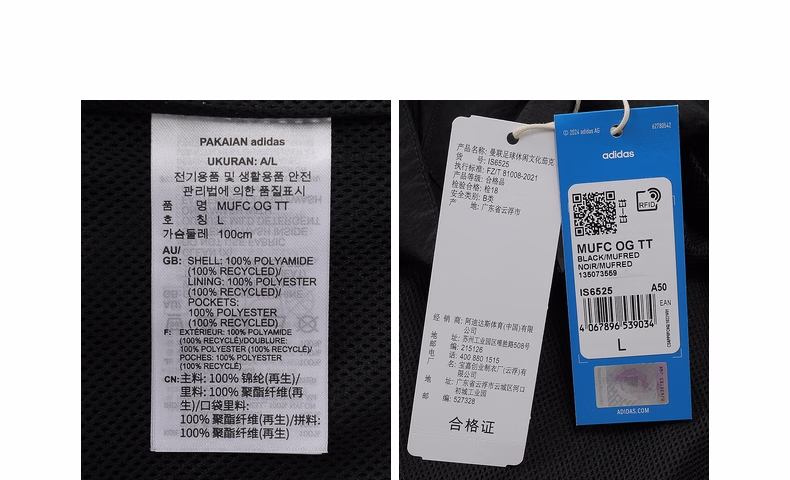 PAKAIAN adidas
UKURAN: A/L
전기용품 및 생활용품 안전
관리법에 의한 품질표시
품 명 MUFC OG TT
호 칭 L
가슴둘레 100cm
AU/
GB: SHELL: 100% POLYAMIDE
(100% RECYCLED)/
LINING: 100% POLYESTER
(100% RECYCLED)/
POCKETS:
100% POLYESTER
(100% RECYCLED)
F: EXTÉRIEUR: 100% POLYAMIDE
(100% RECYCLÉ)/DOUBLURE:
100% POLYESTER (100% RECYCLÉ)/
POCHES: 100% POLYESTER
(100% RECYCLÉ)
CN: 主料: 100% 锦纶(再生)/
里料: 100% 聚酯纤维(再
生)/口袋里料:
100% 聚酯纤维(再生)/拼料:
100% 聚酯纤维(再生)
产品名称: 曼联足球休闲文化茄克
货 号: IS6525
执行标准: FZ/T 81008-2021
产品等级: 合格品
检验合格: 检18
安全类别: B类
产 地: 广东省云浮市
经 销 商: 阿迪达斯体育(中国)有限
公司
地 址: 苏州工业园区唯胜路508号
邮 编: 215126
电 话: 400 880 1515
厂 名: 宝嘉创业制衣厂(云浮)有
限公司
地 址: 广东省云浮市云城区河口
初城工业园
邮 编: 527328
合格证
© 2024 adidas AG
62780542
adidas
RFID
MUFC OG TT
BLACK/MUFRED
NOIR/MUFRED
135073559
IS6525 A50
EAN
4 067896 539034
L
ADIDAS.COM